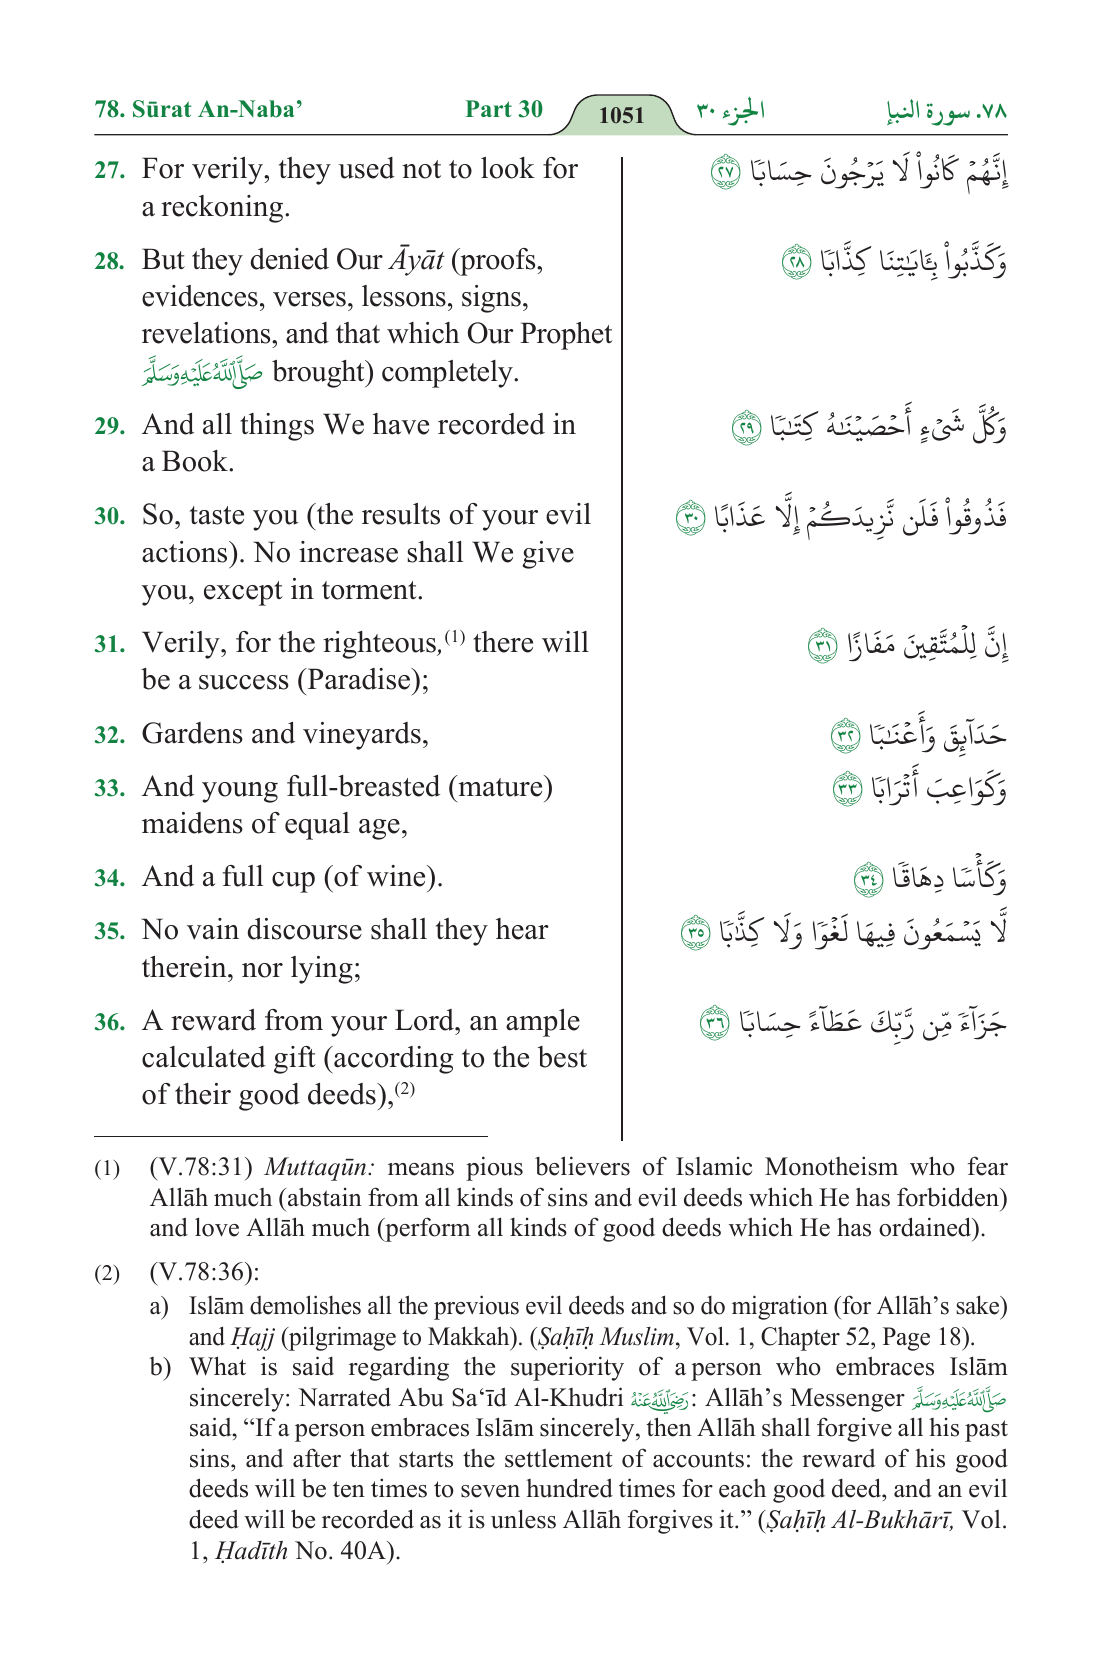 78. Sūrat An-Naba’ Part 30 1051 الجزء ٣٠ ٧٨. سورة النبإ
27. For verily, they used not to look for
a reckoning.
إِنَّهُمْ كَانُوا۟ لَا يَرْجُونَ حِسَابًا ٢٧
28. But they denied Our Āyāt (proofs,
evidences, verses, lessons, signs,
revelations, and that which Our Prophet
صَلَّى ٱللَّهُ عَلَيْهِ وَسَلَّمَ brought) completely.
وَكَذَّبُوا۟ بِـَٔايَـٰتِنَا كِذَّابًا ٢٨
29. And all things We have recorded in
a Book.
وَكُلَّ شَىْءٍ أَحْصَيْنَـٰهُ كِتَـٰبًا ٢٩
30. So, taste you (the results of your evil
actions). No increase shall We give
you, except in torment.
فَذُوقُوا۟ فَلَن نَّزِيدَكُمْ إِلَّا عَذَابًا ٣٠
31. Verily, for the righteous,(1) there will
be a success (Paradise);
إِنَّ لِلْمُتَّقِينَ مَفَازًا ٣١
32. Gardens and vineyards,
حَدَآئِقَ وَأَعْنَـٰبًا ٣٢
33. And young full-breasted (mature)
maidens of equal age,
وَكَوَاعِبَ أَتْرَابًا ٣٣
34. And a full cup (of wine).
وَكَأْسًا دِهَاقًا ٣٤
35. No vain discourse shall they hear
therein, nor lying;
لَّا يَسْمَعُونَ فِيهَا لَغْوًا وَلَا كِذَّٰبًا ٣٥
36. A reward from your Lord, an ample
calculated gift (according to the best
of their good deeds),(2)
جَزَآءً مِّن رَّبِّكَ عَطَآءً حِسَابًا ٣٦
(1) (V.78:31) Muttaqūn: means pious believers of Islamic Monotheism who fear
Allāh much (abstain from all kinds of sins and evil deeds which He has forbidden)
and love Allāh much (perform all kinds of good deeds which He has ordained).
(2) (V.78:36):
a) Islām demolishes all the previous evil deeds and so do migration (for Allāh’s sake)
and Ḥajj (pilgrimage to Makkah). (Ṣaḥīḥ Muslim, Vol. 1, Chapter 52, Page 18).
b) What is said regarding the superiority of a person who embraces Islām
sincerely: Narrated Abu Sa‘īd Al-Khudri رَضِيَ ٱللَّهُ عَنْهُ: Allāh’s Messenger صَلَّى ٱللَّهُ عَلَيْهِ وَسَلَّمَ
said, “If a person embraces Islām sincerely, then Allāh shall forgive all his past
sins, and after that starts the settlement of accounts: the reward of his good
deeds will be ten times to seven hundred times for each good deed, and an evil
deed will be recorded as it is unless Allāh forgives it.” (Ṣaḥīḥ Al-Bukhārī, Vol.
1, Ḥadīth No. 40A).